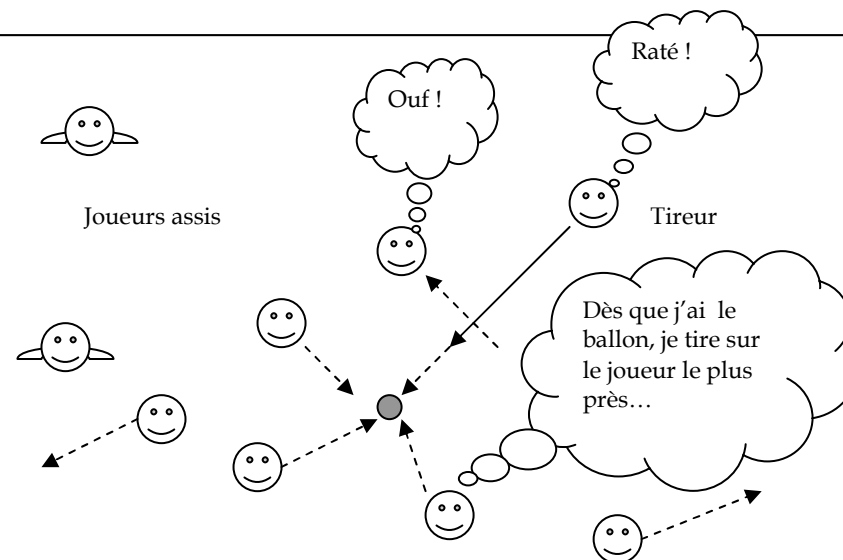 Raté !
Ouf !
Joueurs assis
Tireur
Dès que j’ai le
ballon, je tire sur
le joueur le plus
près…